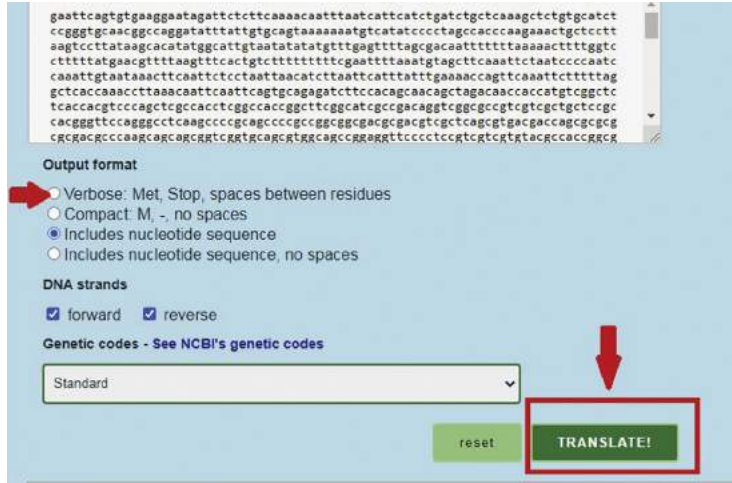 gaattcagtgtgaaggaatagattctcttcaaaacaatttaatcattcatctgatctgctcaaagctctgtgcatct
ccgggtgcaacggccaggatatttattgtgcagtaaaaaaatgtcatatcccctagccacccaagaaactgctcctt
aagtccttataagcacatatggcattgtaatatatatgtttgagttttagcgacaatttttttaaaaacttttggtc
ctttttatgaacgttttaagtttcactgtctttttttttcgaattttaaatgtagcttcaaattctaatccccaatc
caaattgtaataaacttcaattctcctaattaacatcttaattcatttatttgaaaaccagttcaaattctttttag
gctcaccaaaccttaaacaattcaattcagtgcagagatcttccacagcaacagctagacaaccaccatgtcggctc
tcaccacgtcccagctcgccacctcggccaccggcttcggcatcgccgacaggtcggcgccgtcgtcgctgctccgc
cacgggttccagggcctcaagccccgcagccccgccggcggcgacgcgacgtcgctcagcgtgacgaccagcgcgcg
cgcgacgcccaagcagcagcggtcggtgcagcgtggcagccggaggttcccctccgtcgtcgtgtacgccaccggcg
Output format
Verbose: Met, Stop, spaces between residues
Compact: M, -, no spaces
Includes nucleotide sequence
Includes nucleotide sequence, no spaces
DNA strands
forward reverse
Genetic codes - See NCBI's genetic codes
Standard
reset TRANSLATE!